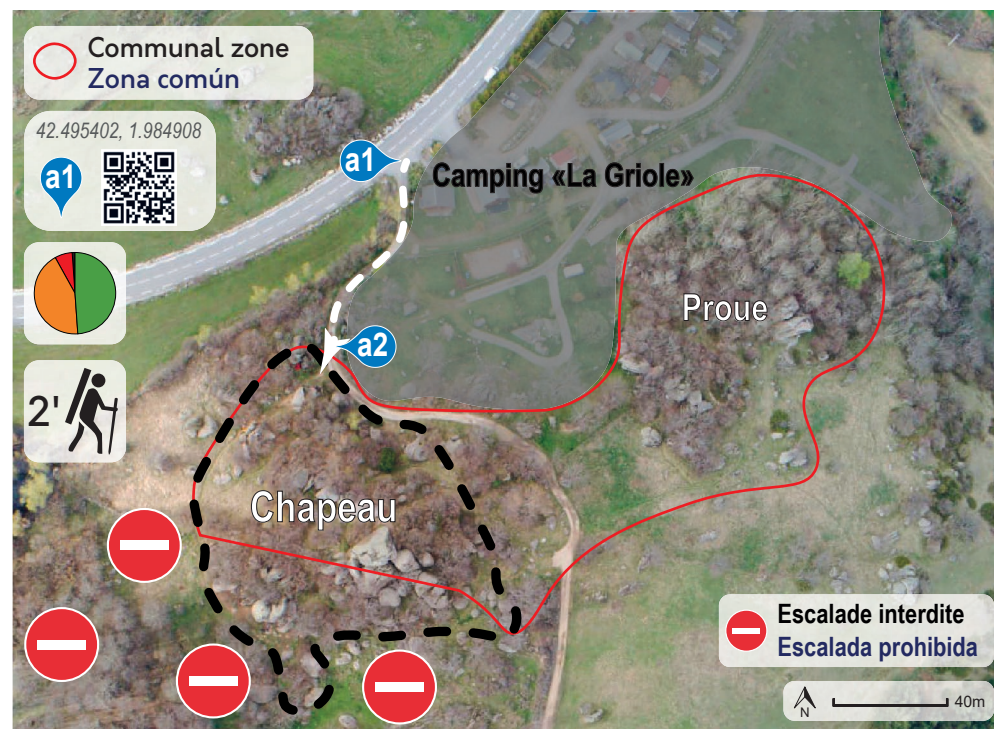 Communal zone
Zona común
42.495402, 1.984908
a1
a1
Camping «La Griole»
Proue
a2
2'
Chapeau
Escalade interdite
Escalada prohibida
N
40m